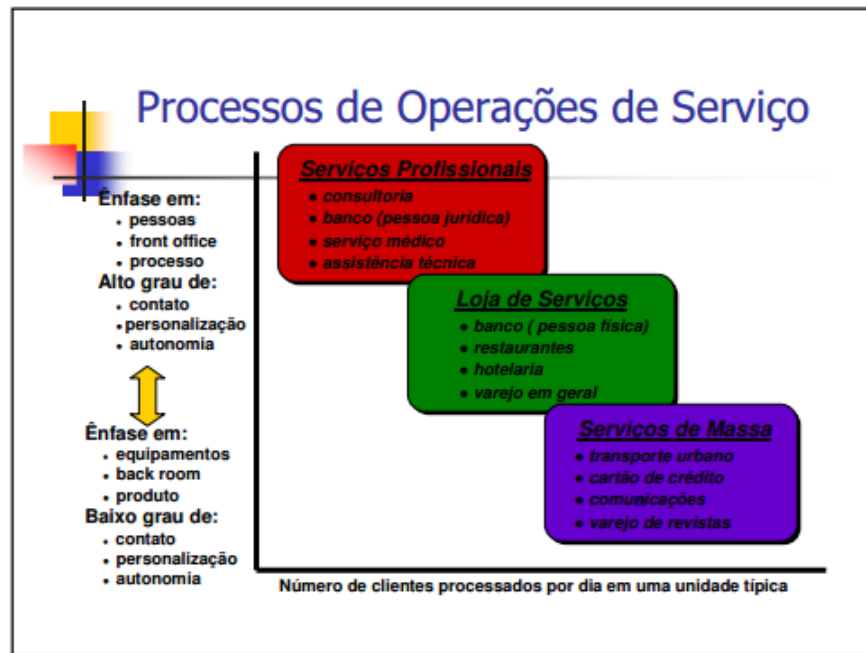 Processos de Operações de Serviço
Ênfase em:
• pessoas
• front office
• processo
Alto grau de:
• contato
• personalização
• autonomia
Ênfase em:
• equipamentos
• back room
• produto
Baixo grau de:
• contato
• personalização
• autonomia
Serviços Profissionais
• consultoria
• banco (pessoa jurídica)
• serviço médico
• assistência técnica
Loja de Serviços
• banco ( pessoa física)
• restaurantes
• hotelaria
• varejo em geral
Serviços de Massa
• transporte urbano
• cartão de crédito
• comunicações
• varejo de revistas
Número de clientes processados por dia em uma unidade típica